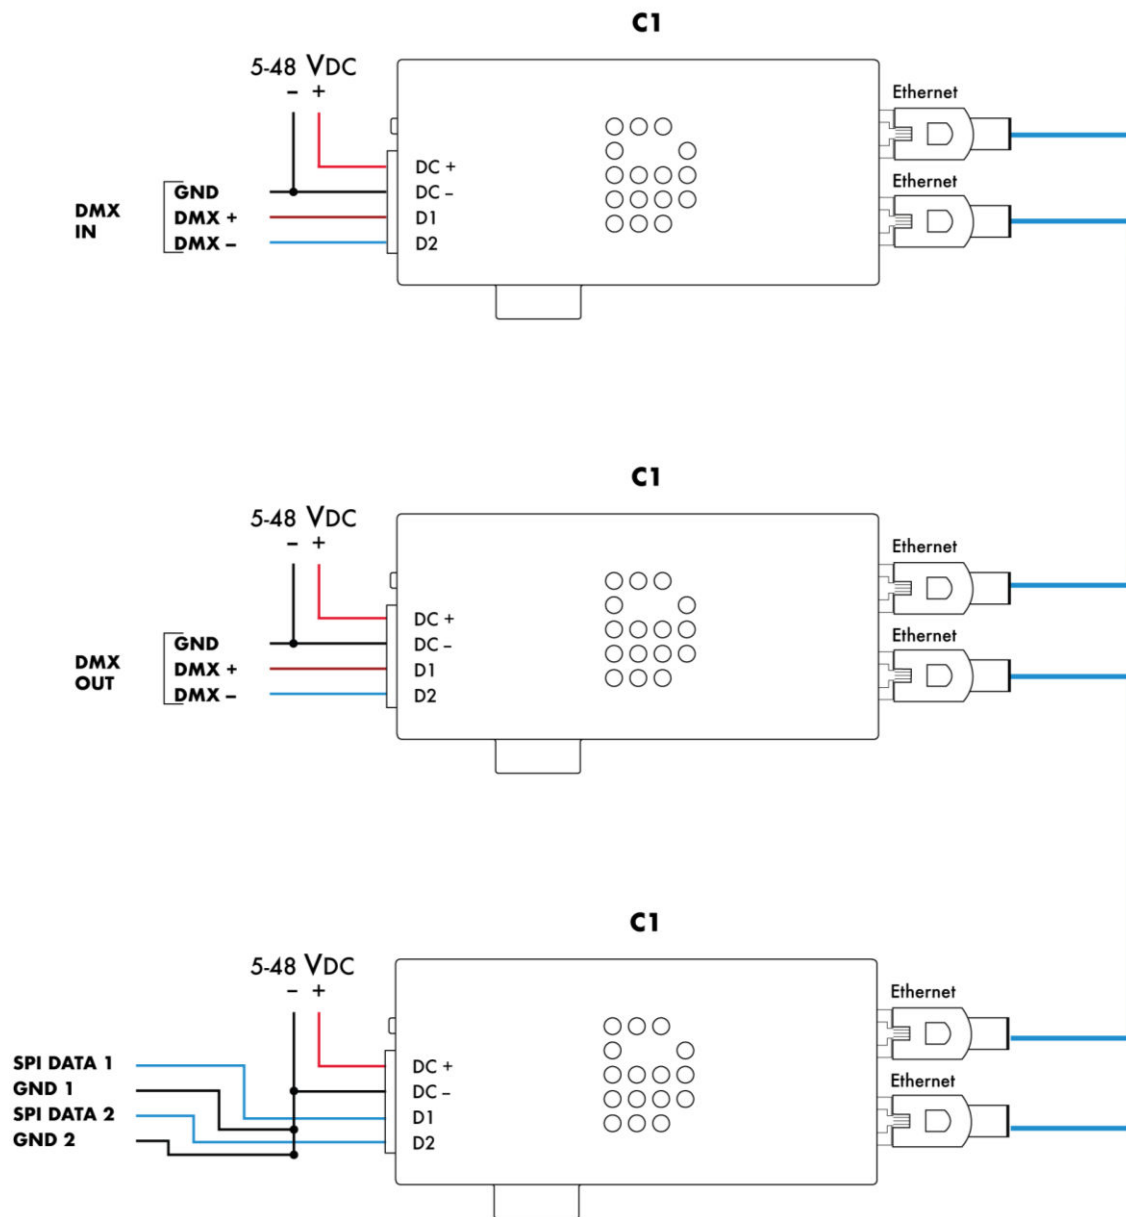 C1
5-48 VDC
– +
Ethernet
DC +
DC –
D1
D2
DMX
IN
GND
DMX +
DMX –
Ethernet
C1
5-48 VDC
– +
Ethernet
DC +
DC –
D1
D2
DMX
OUT
GND
DMX +
DMX –
Ethernet
C1
5-48 VDC
– +
Ethernet
DC +
DC –
D1
D2
SPI DATA 1
GND 1
SPI DATA 2
GND 2
Ethernet